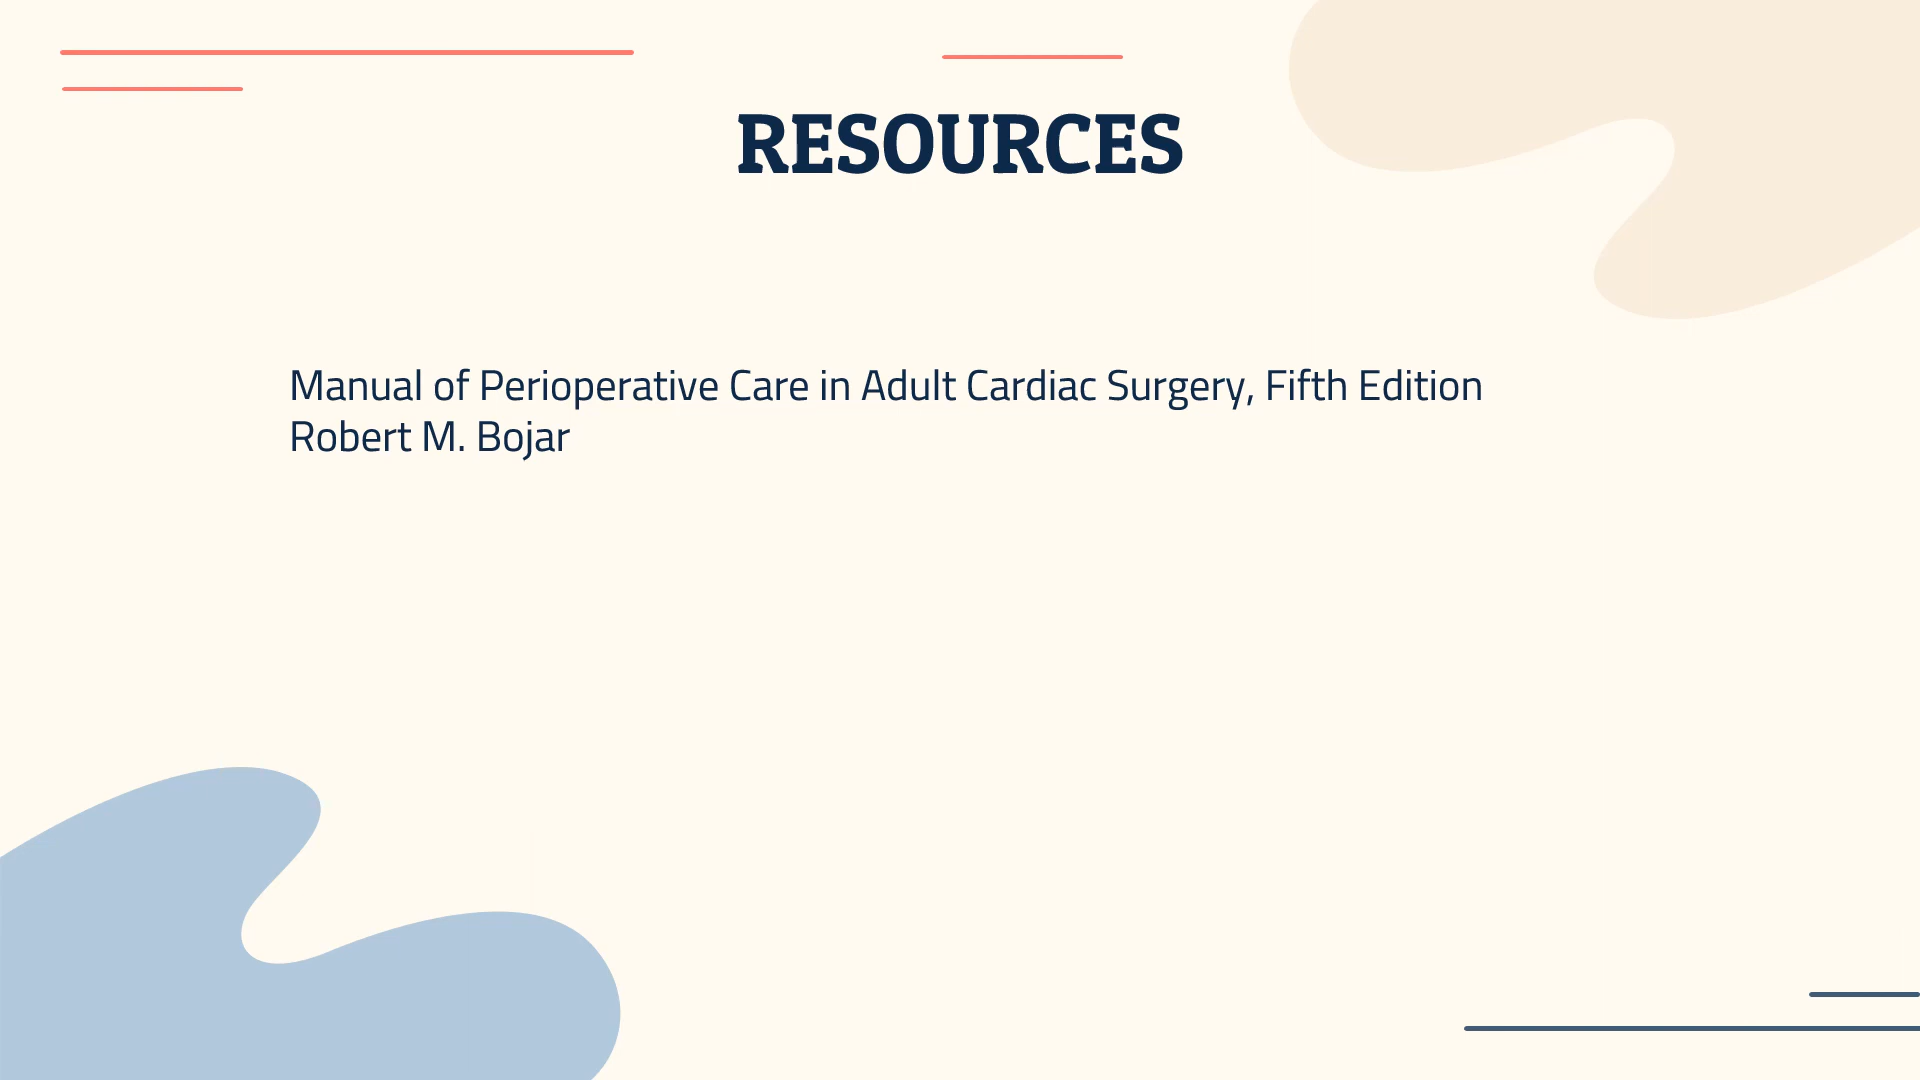 RESOURCES
Manual of Perioperative Care in Adult Cardiac Surgery, Fifth Edition
Robert M. Bojar